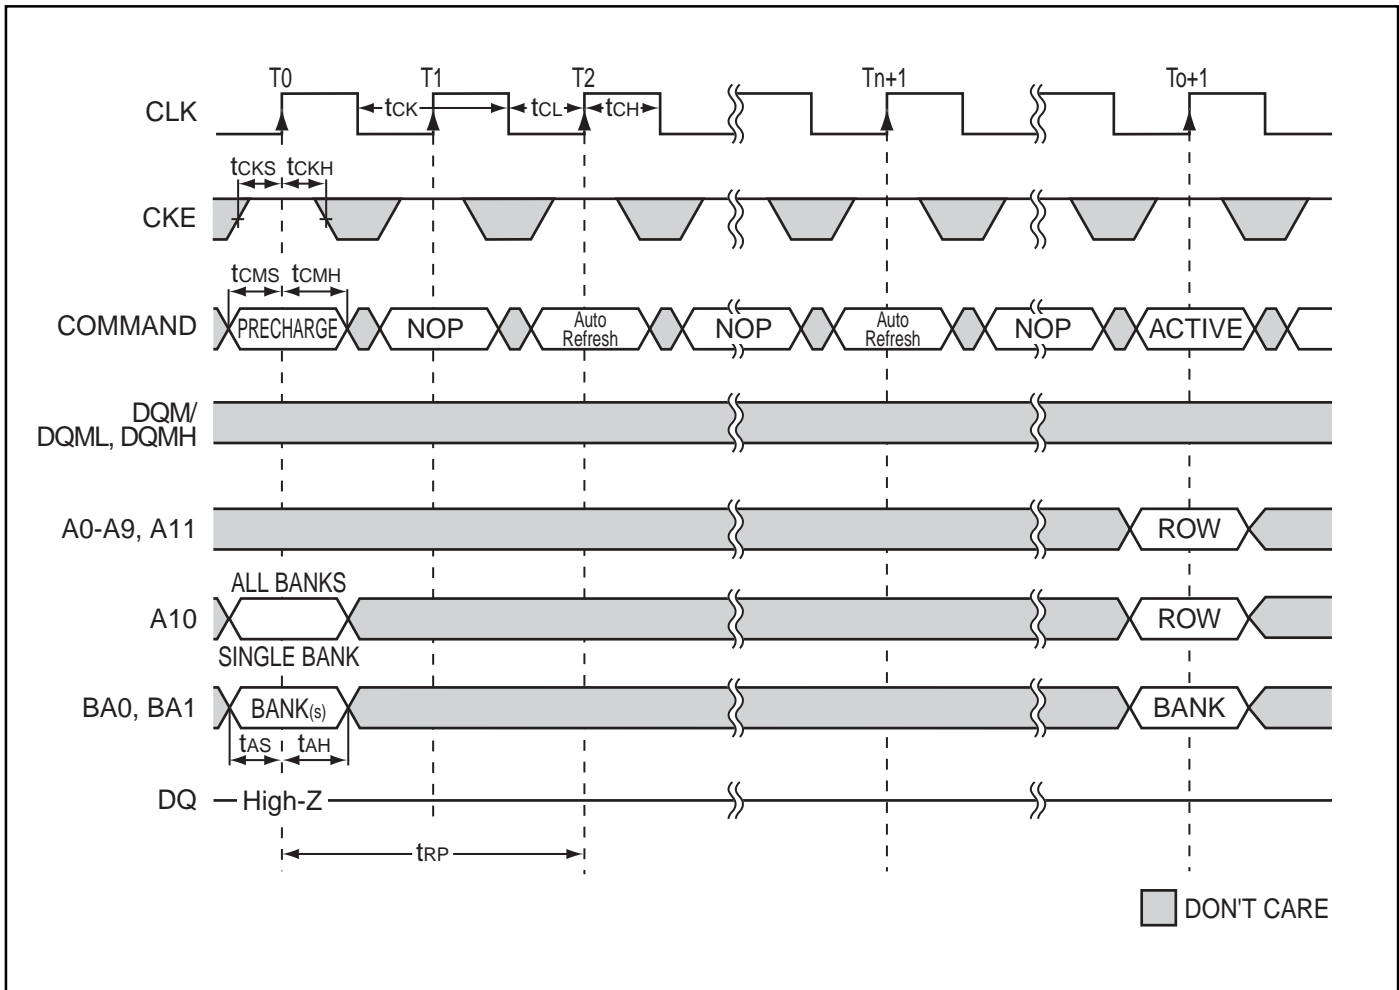 T0 T1 T2 Tn+1 To+1
CLK tCK tCL tCH
tCKS tCKH
CKE
tCMS tCMH
COMMAND PRECHARGE NOP Auto Refresh NOP Auto Refresh NOP ACTIVE
DQM/
DQML, DQMH
A0-A9, A11 ROW
ALL BANKS
A10 ROW
SINGLE BANK
BA0, BA1 BANK(s) BANK
tAS tAH
DQ High-Z
tRP
DON'T CARE